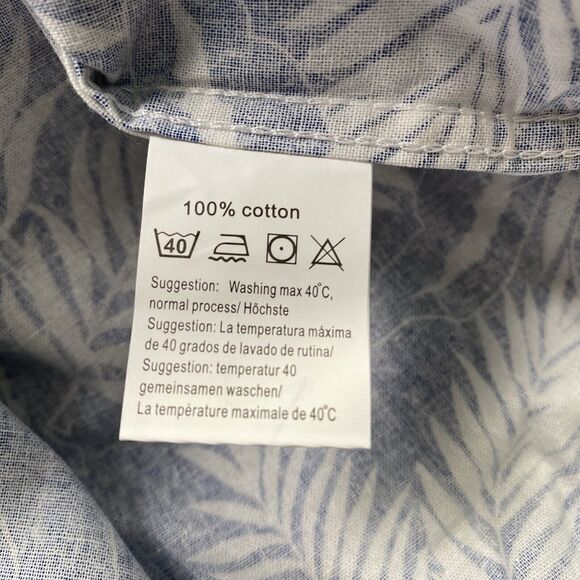 100% cotton
40
Suggestion: Washing max 40°C,
normal process/ Höchste
Suggestion: La temperatura máxima
de 40 grados de lavado de rutina/
Suggestion: temperatur 40
gemeinsamen waschen/
La température maximale de 40°C